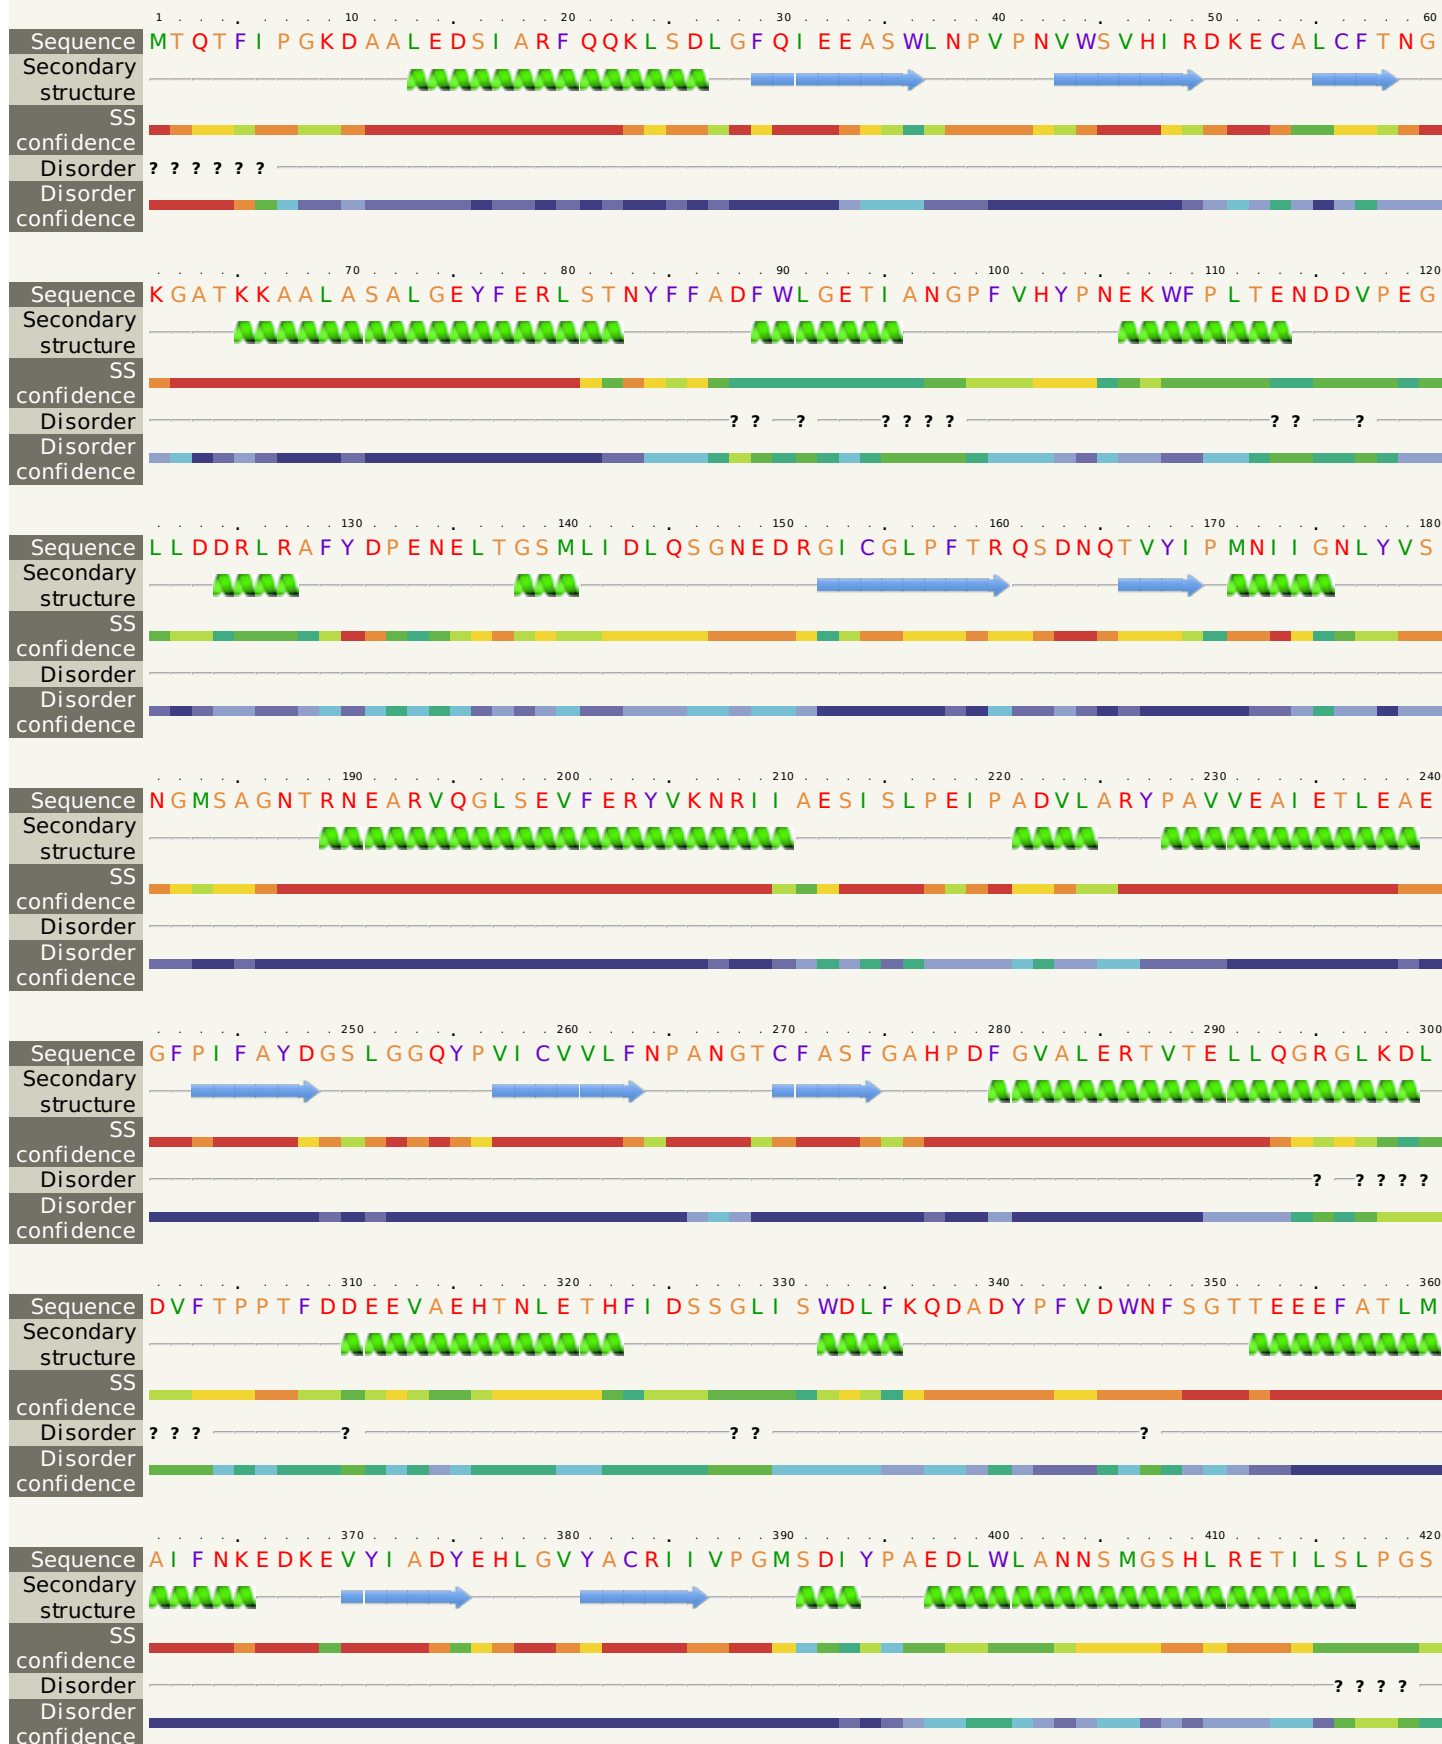 1 . . . . 10 . . . . 20 . . . . 30 . . . . 40 . . . . 50 . . . . 60
Sequence MTQTFIPGKDAALEDSIARFQQKLSDLGFQIEEASWLNPVPNVWSVHIRDKECALCFTNG
Secondary
structure
SS
confidence
Disorder ? ? ? ? ? ?
Disorder
confidence
70 80 90 100 110 120
Sequence KGATKKAALASALGEYFERLSTNYFFADFWLGETIANGPFVHYPNEKWFPLTENDDVPEG
Secondary
structure
SS
confidence
Disorder ? ? ? ? ? ? ? ? ? ?
Disorder
confidence
130 140 150 160 170 180
Sequence LLDDRLRAFYDPENELTGSMLIDLQSGNEDRGICGLPFTRQSDNQTVYIPMNIIGNLYVS
Secondary
structure
SS
confidence
Disorder
Disorder
confidence
190 200 210 220 230 240
Sequence NGMSAGNTRNEARVQGLSEVFERYVKNRIIAESISLPEIPADVLARYPAVVEAIETLEAE
Secondary
structure
SS
confidence
Disorder
Disorder
confidence
250 260 270 280 290 300
Sequence GFPIFAYDGSLGGQYPVICVVLFNPANGTCFASFGAHPDFGVALERTVTELLQGRGLKDL
Secondary
structure
SS
confidence
Disorder ? ? ? ? ?
Disorder
confidence
310 320 330 340 350 360
Sequence DVFTPPTFDDEEVAEHTNLETHFIDSSGLISWDLFKQDADYPFVDWNFSGTTEEEFATLM
Secondary
structure
SS
confidence
Disorder ? ? ? ? ? ? ?
Disorder
confidence
370 380 390 400 410 420
Sequence AIFNKEDKEVYIADYEHLGVYACRIIVPGMSDIYPAEDLWLANNSMGSHLRETILSLPGS
Secondary
structure
SS
confidence
Disorder ? ? ? ?
Disorder
confidence